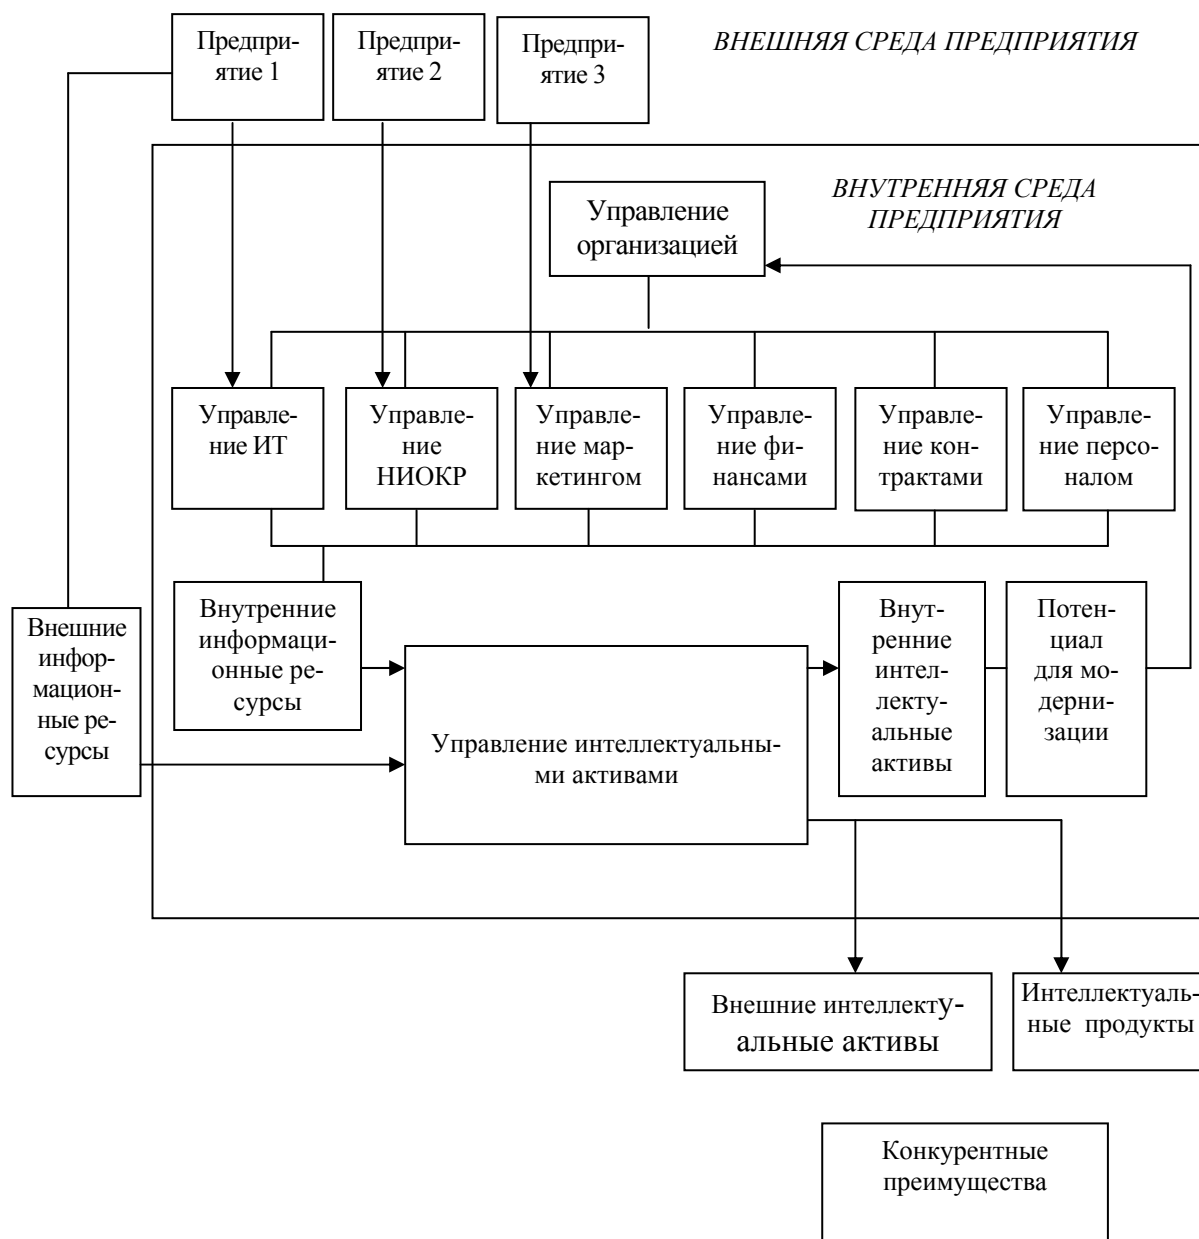 Предпри-
ятие 1
Предпри-
ятие 2
Предпри-
ятие 3
ВНЕШНЯЯ СРЕДА ПРЕДПРИЯТИЯ
ВНУТРЕННЯЯ СРЕДА
ПРЕДПРИЯТИЯ
Управление
организацией
Управле-
ние ИТ
Управле-
ние
НИОКР
Управле-
ние мар-
кетингом
Управле-
ние фи-
нансами
Управле-
ние кон-
трактами
Управле-
ние персо-
налом
Внешние
инфор-
мацион-
ные ре-
сурсы
Внутренние
информаци-
онные ре-
сурсы
Управление интеллектуальны-
ми активами
Внут-
ренние
интел-
лекту-
альные
активы
Потен-
циал
для мо-
дерни-
зации
Внешние интеллекту-
альные активы
Интеллектуаль-
ные продукты
Конкурентные
преимущества